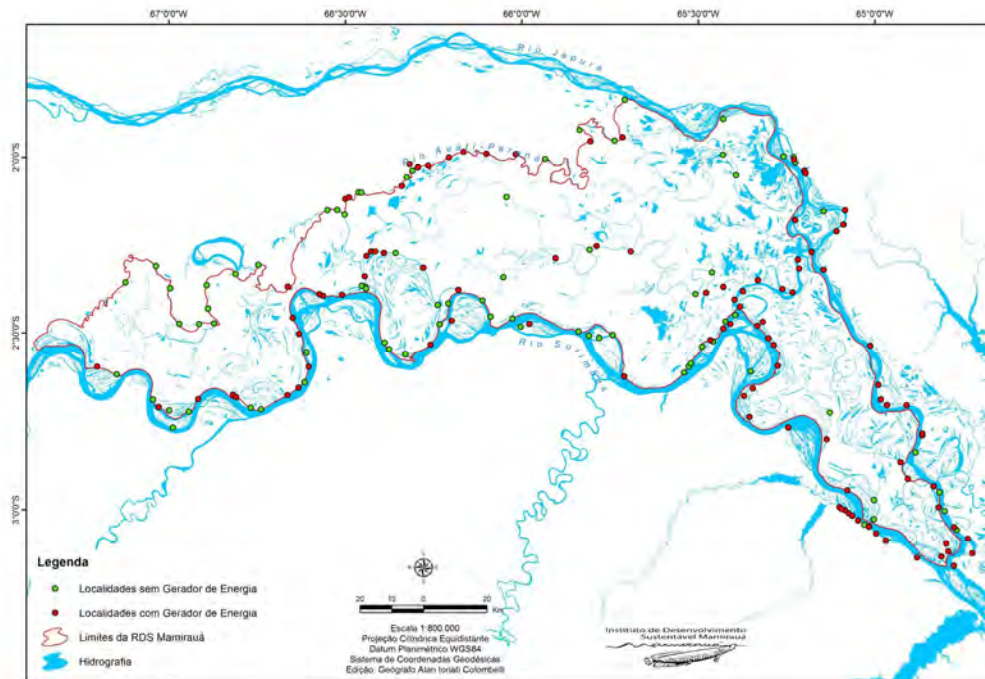 67°0'0"W
66°30'0"W
66°0'0"W
65°30'0"W
65°0'0"W
Rio Japurá
2°0'0"S
Rio Auati-Paraná
2°30'0"S
Rio Solimões
3°0'0"S
Legenda
Localidades sem Gerador de Energia
Localidades com Gerador de Energia
Limites da RDS Mamirauá
Hidrografia
20 10 0 20
Km
Escala 1:800.000
Projeção Cilíndrica Equidistante
Datum Planimétrico WGS84
Sistema de Coordenadas Geodésicas
Edição: Geógrafo Alan Ioriati Colombelli
Instituto de Desenvolvimento
Sustentável Mamirauá